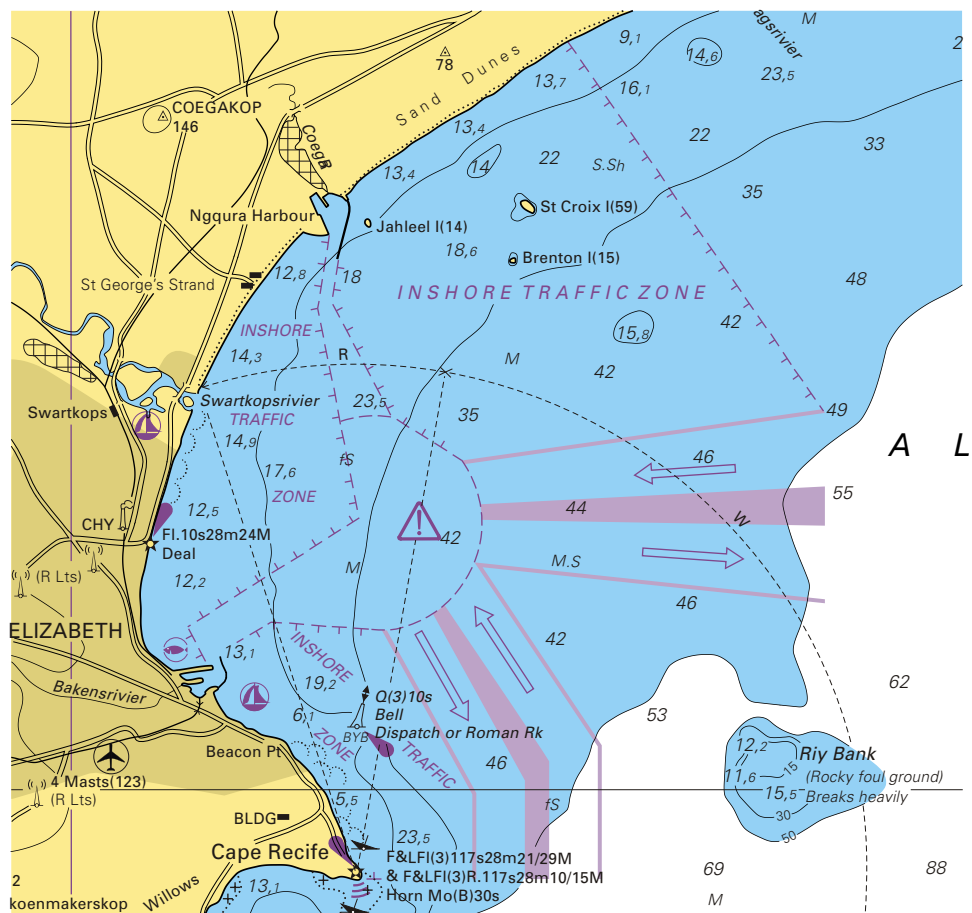 M
9,1
2
14,6
78
Sand Dunes
13,7
23,5
16,1
COEGAKOP
146
13,4
22
33
14
22
S.Sh
13,4
35
St Croix I(59)
Ngqura Harbour
Jahleel I(14)
18,6
Brenton I(15)
12,8
18
48
St George's Strand
INSHORE TRAFFIC ZONE
42
INSHORE
15,8
14,3
R
M
42
Swartkopsrivier
23,5
35
49
Swartkops
TRAFFIC
14,9
A L
fS
46
17,6
ZONE
55
12,5
44
W
CHY
Fl.10s28m24M
Deal
42
M.S
(R Lts)
12,2
M
46
ELIZABETH
42
13,1
INSHORE
Bakensrivier
19,2
Q(3)10s
Bell
62
6,1
53
BYB
Dispatch or Roman Rk
Beacon Pt
ZONE
12,2
Riy Bank
TRAFFIC
46
11,6
15
(Rocky foul ground)
4 Masts(123)
15,5
Breaks heavily
(R Lts)
5,5
fS
30
BLDG
50
23,5
Cape Recife
F&LFl(3)117s28m21/29M
69
88
& F&LFl(3)R.117s28m10/15M
2
13,1
Horn Mo(B)30s
M
koenmakerskop
Willows